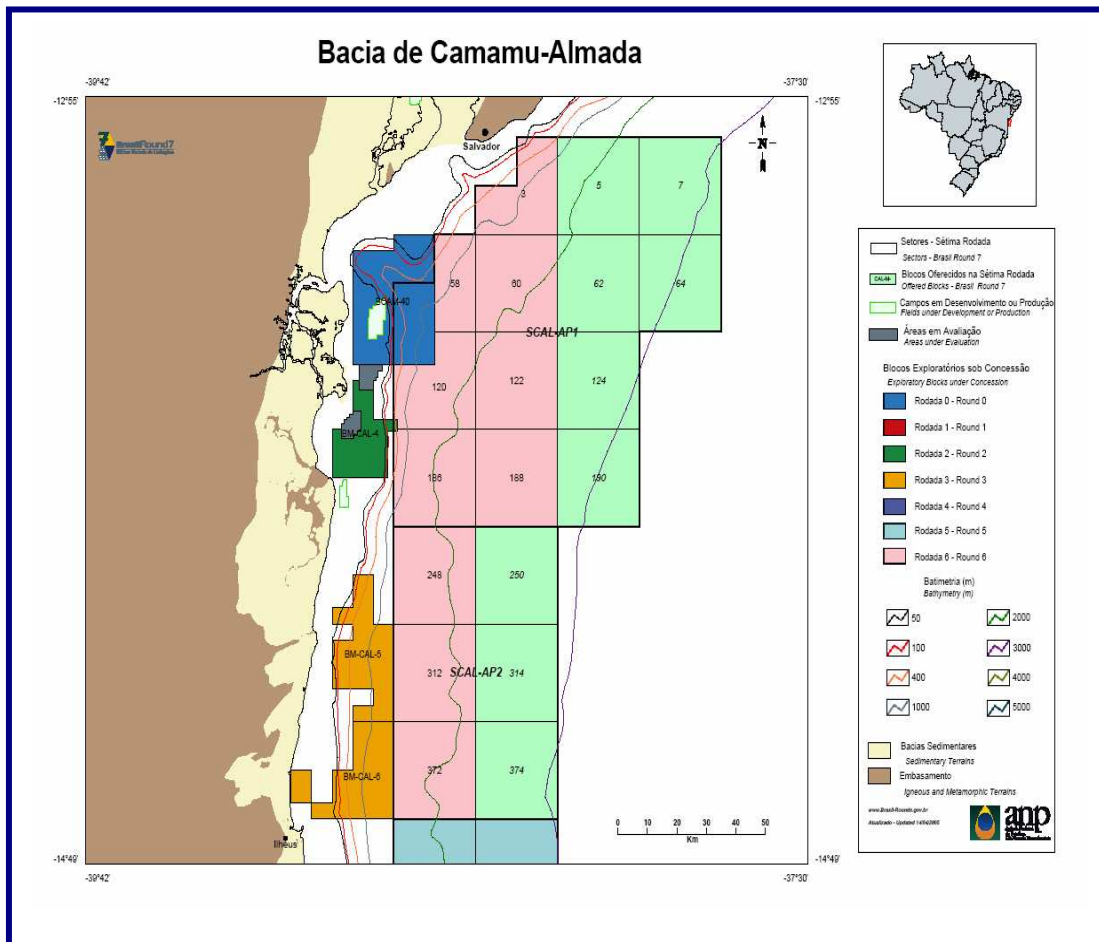 Bacia de Camamu-Almada
-39°42'
-37°30'
-12°55'
-12°55'
BrasilRound7
Salvador
N
3
5
7
58
60
62
64
BCAM-40
SCAL-AP1
120
122
124
BM-CAL-4
186
188
190
248
250
BM-CAL-5
312
SCAL-AP2
314
BM-CAL-6
372
374
Ilhéus
0 10 20 30 40 50
Km
-14°49'
-14°49'
-39°42'
-37°30'
Setores - Sétima Rodada
Sectors - Brasil Round 7
Blocos Oferecidos na Sétima Rodada
Offered Blocks - Brasil Round 7
Campos em Desenvolvimento ou Produção
Fields under Development or Production
Áreas em Avaliação
Areas under Evaluation
Blocos Exploratórios sob Concessão
Exploratory Blocks under Concession
Rodada 0 - Round 0
Rodada 1 - Round 1
Rodada 2 - Round 2
Rodada 3 - Round 3
Rodada 4 - Round 4
Rodada 5 - Round 5
Rodada 6 - Round 6
Batimetria (m)
Bathymetry (m)
50
2000
100
3000
400
4000
1000
5000
Bacias Sedimentares
Sedimentary Terrains
Embasamento
Igneous and Metamorphic Terrains
www.Brasil-Rounds.gov.br
Atualizado - Updated 14/04/2005
anp